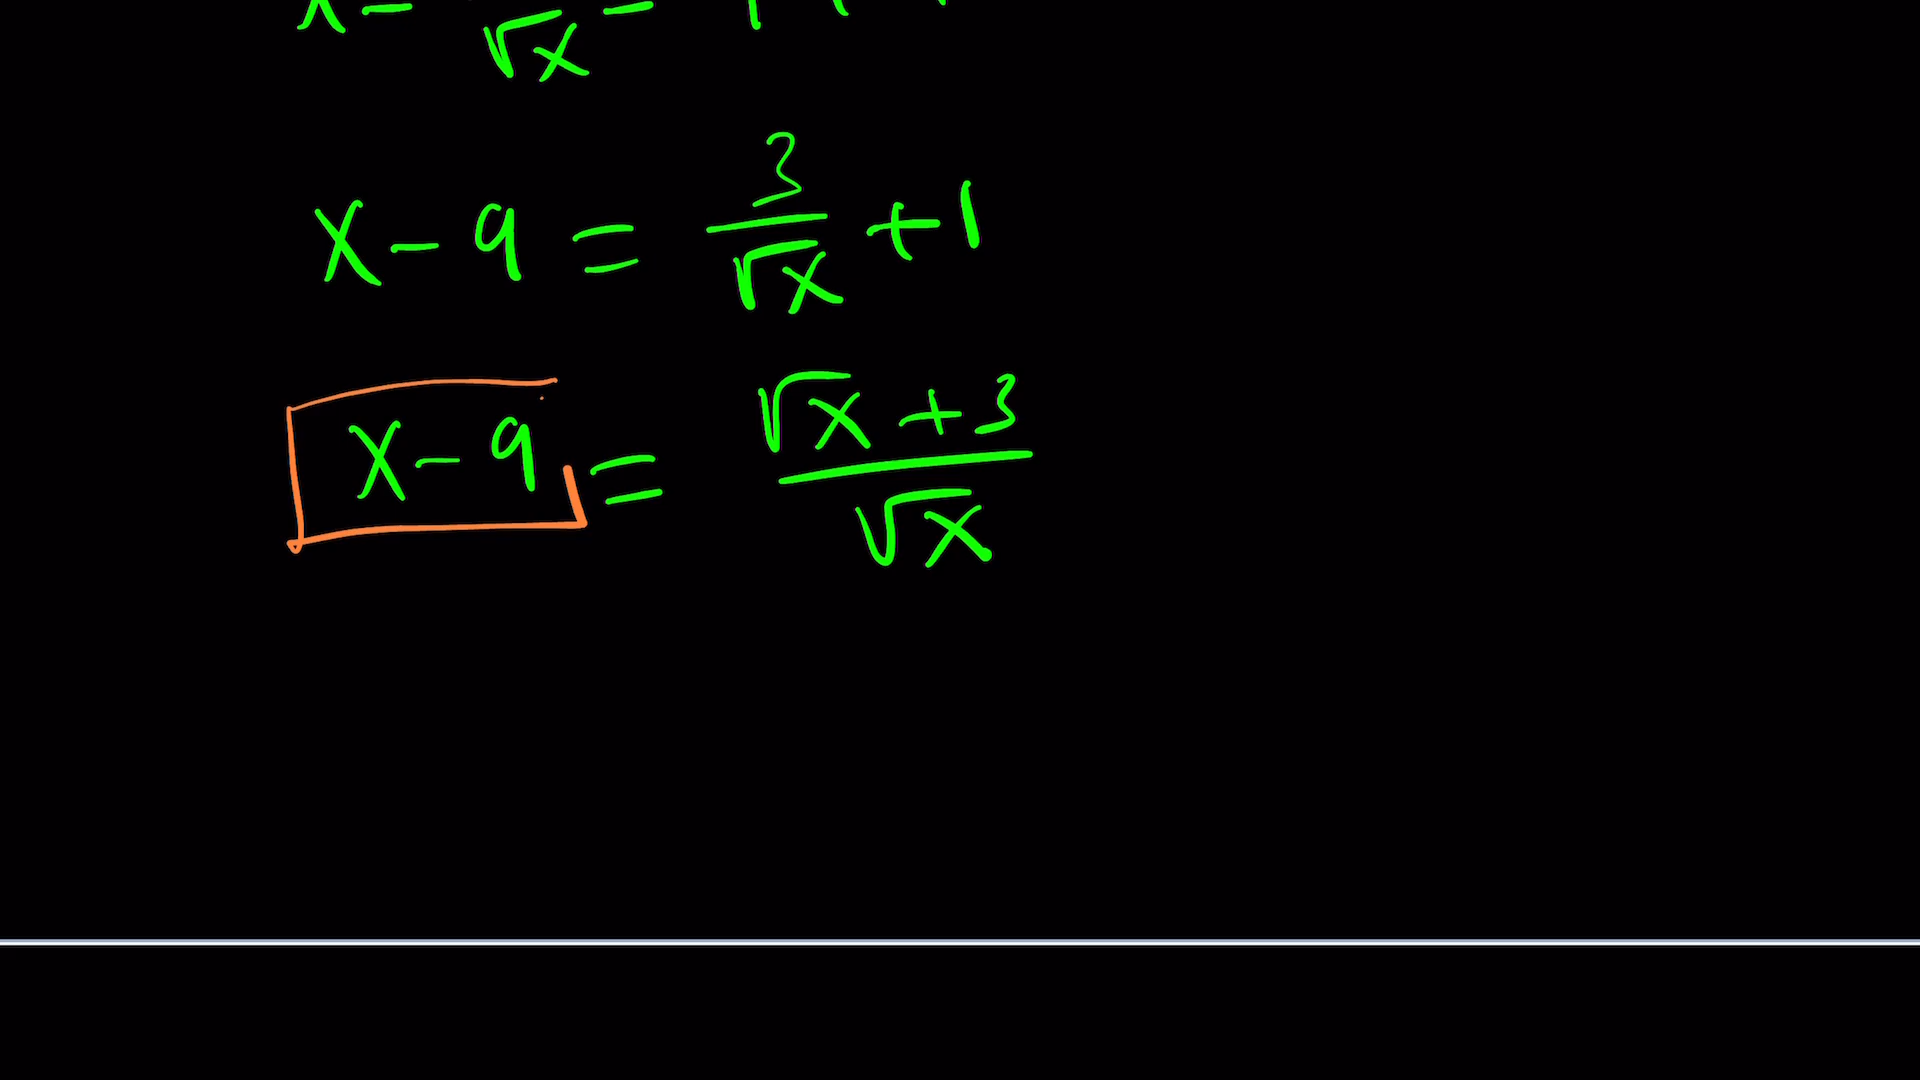 x - 9 = 3/√x + 1
x - 9 = (√x + 3)/√x